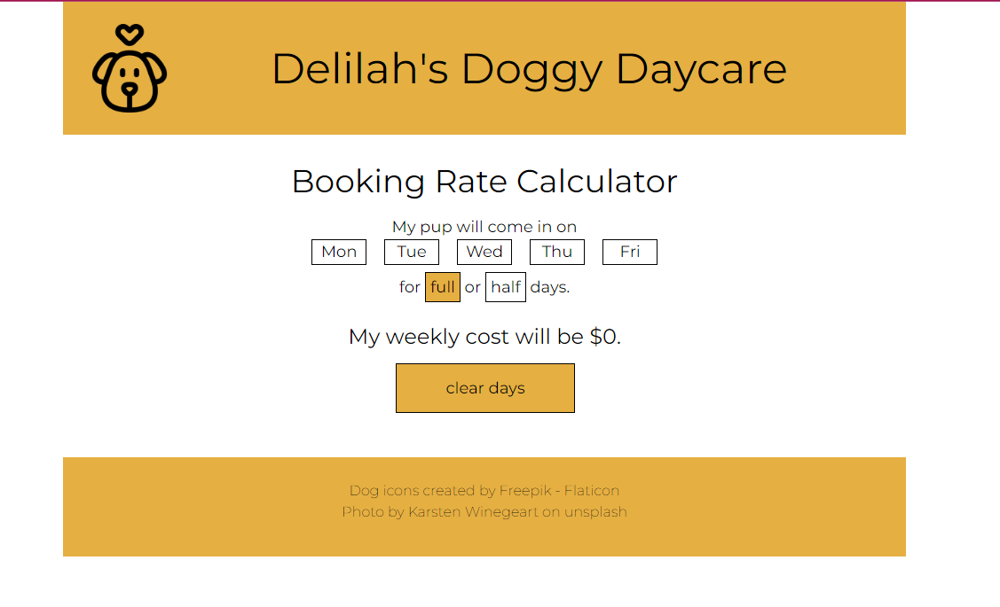 Delilah's Doggy Daycare
Booking Rate Calculator
My pup will come in on
Mon Tue Wed Thu Fri
for full or half days.
My weekly cost will be $0.
clear days
Dog icons created by Freepik - Flaticon
Photo by Karsten Winegeart on unsplash